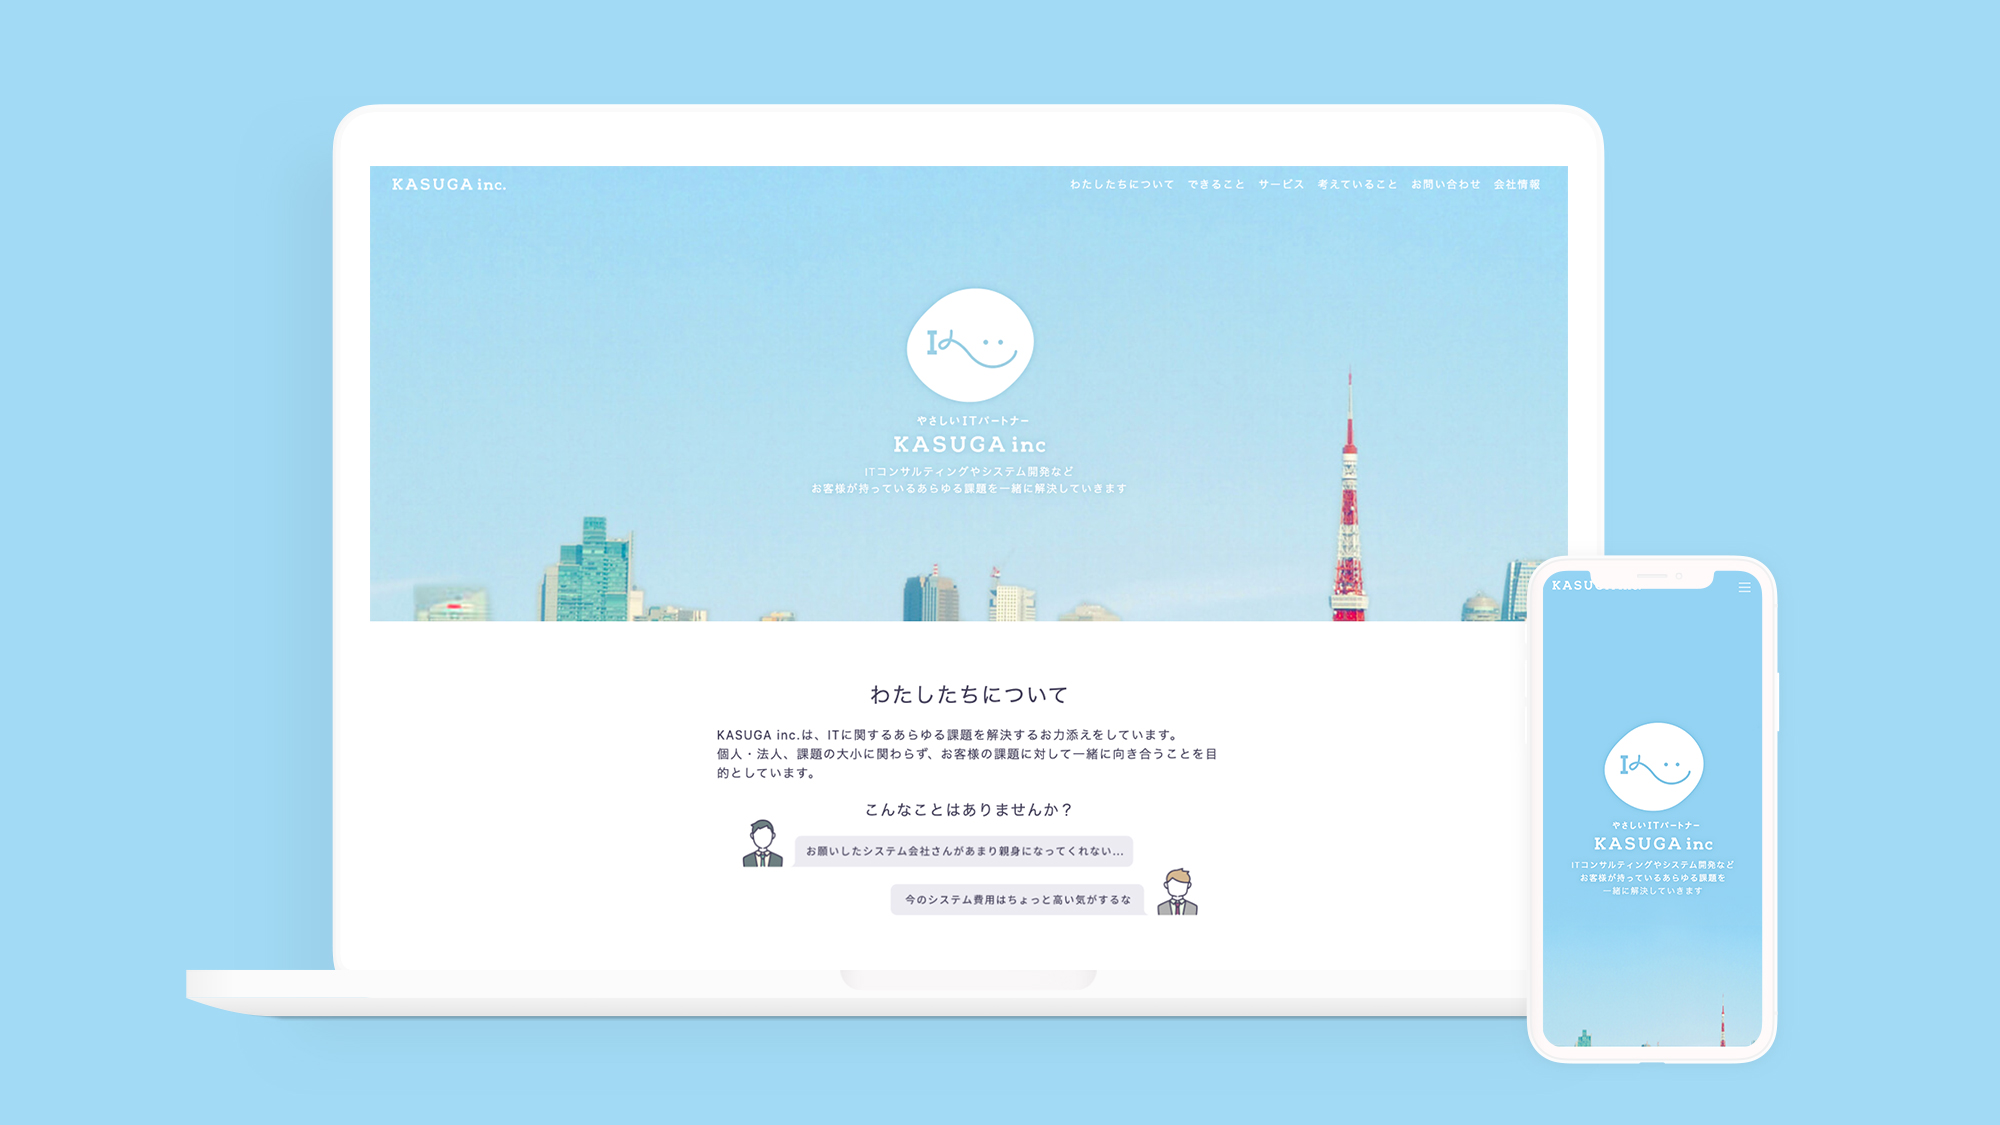 KASUGA inc.
わたしたちについて できること サービス 考えていること お問い合わせ 会社情報
やさしいITパートナー
KASUGA inc
ITコンサルティングやシステム開発など
お客様が持っているあらゆる課題を一緒に解決していきます
わたしたちについて
KASUGA inc.は、ITに関するあらゆる課題を解決するお力添えをしています。
個人・法人、課題の大小に関わらず、お客様の課題に対して一緒に向き合うことを目
的としています。
こんなことはありませんか？
お願いしたシステム会社さんがあまり親身になってくれない…
今のシステム費用はちょっと高い気がするな
やさしいITパートナー
KASUGA inc
ITコンサルティングやシステム開発など
お客様が持っているあらゆる課題を
一緒に解決していきます